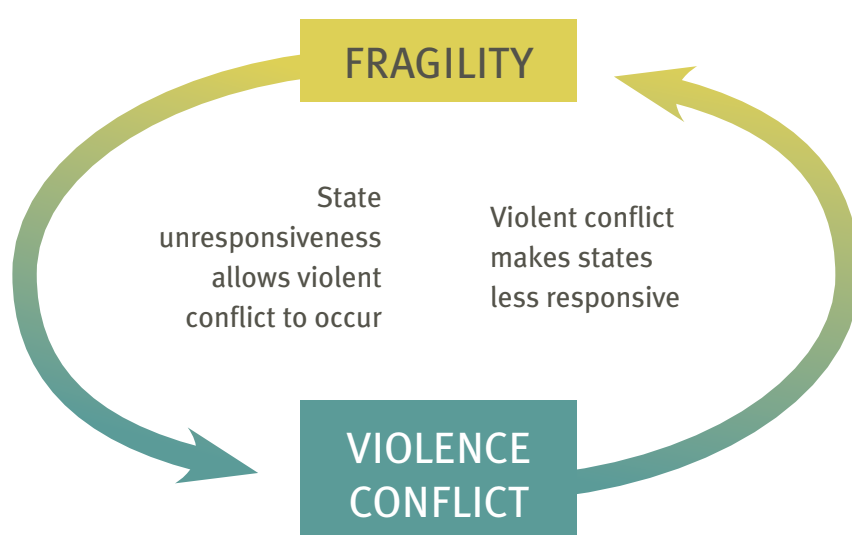 FRAGILITY
State
unresponsiveness
allows violent
conflict to occur
Violent conflict
makes states
less responsive
VIOLENCE
CONFLICT